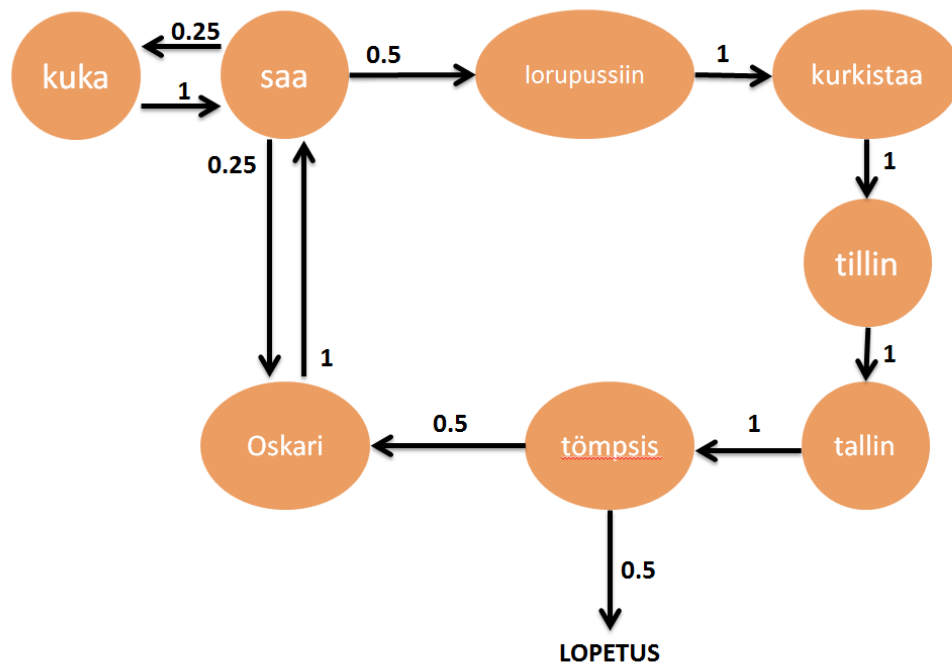 0.25
kuka
saa
1
0.5
lorupussiin
1
kurkistaa
0.25
1
tillin
1
1
Oskari
0.5
tömpsis
1
tallin
0.5
LOPETUS